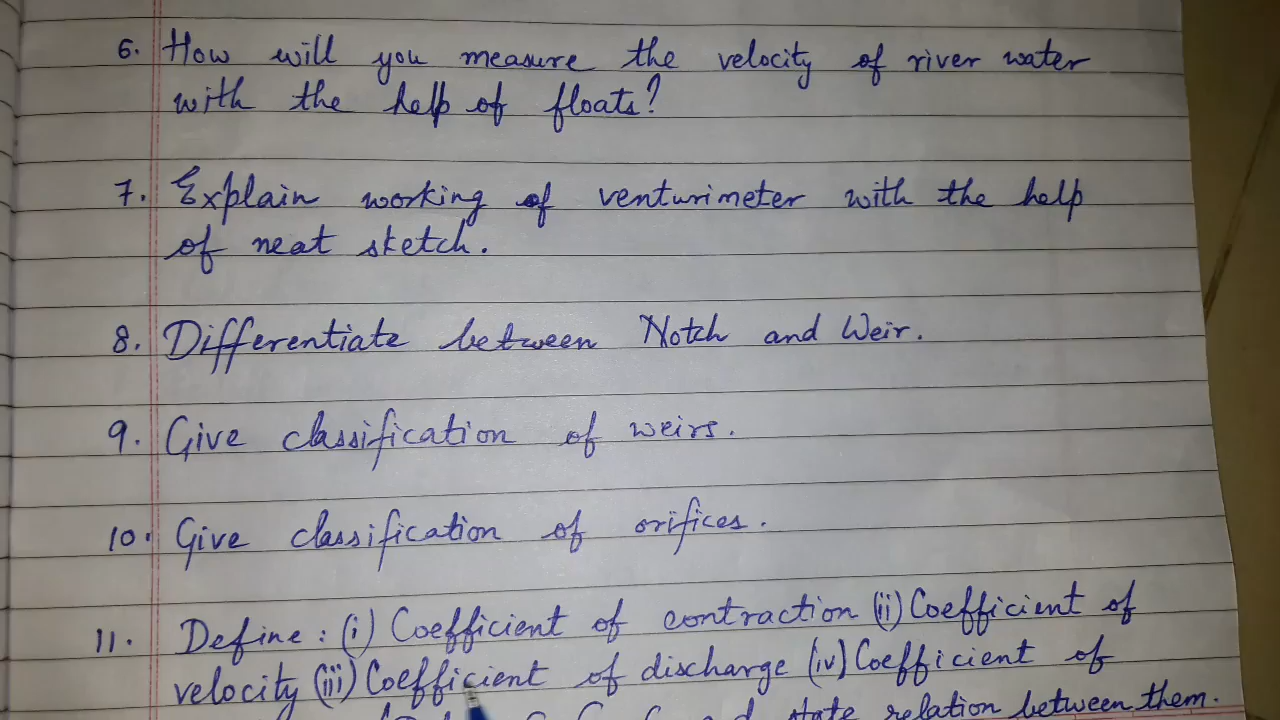 6. How will you measure the velocity of river water
with the help of floats?
7. Explain working of venturimeter with the help
of neat sketch.
8. Differentiate between Notch and Weir.
9. Give classification of weirs.
10. Give classification of orifices.
11. Define: (i) Coefficient of contraction (ii) Coefficient of
velocity (iii) Coefficient of discharge (iv) Coefficient of
state relation between them.